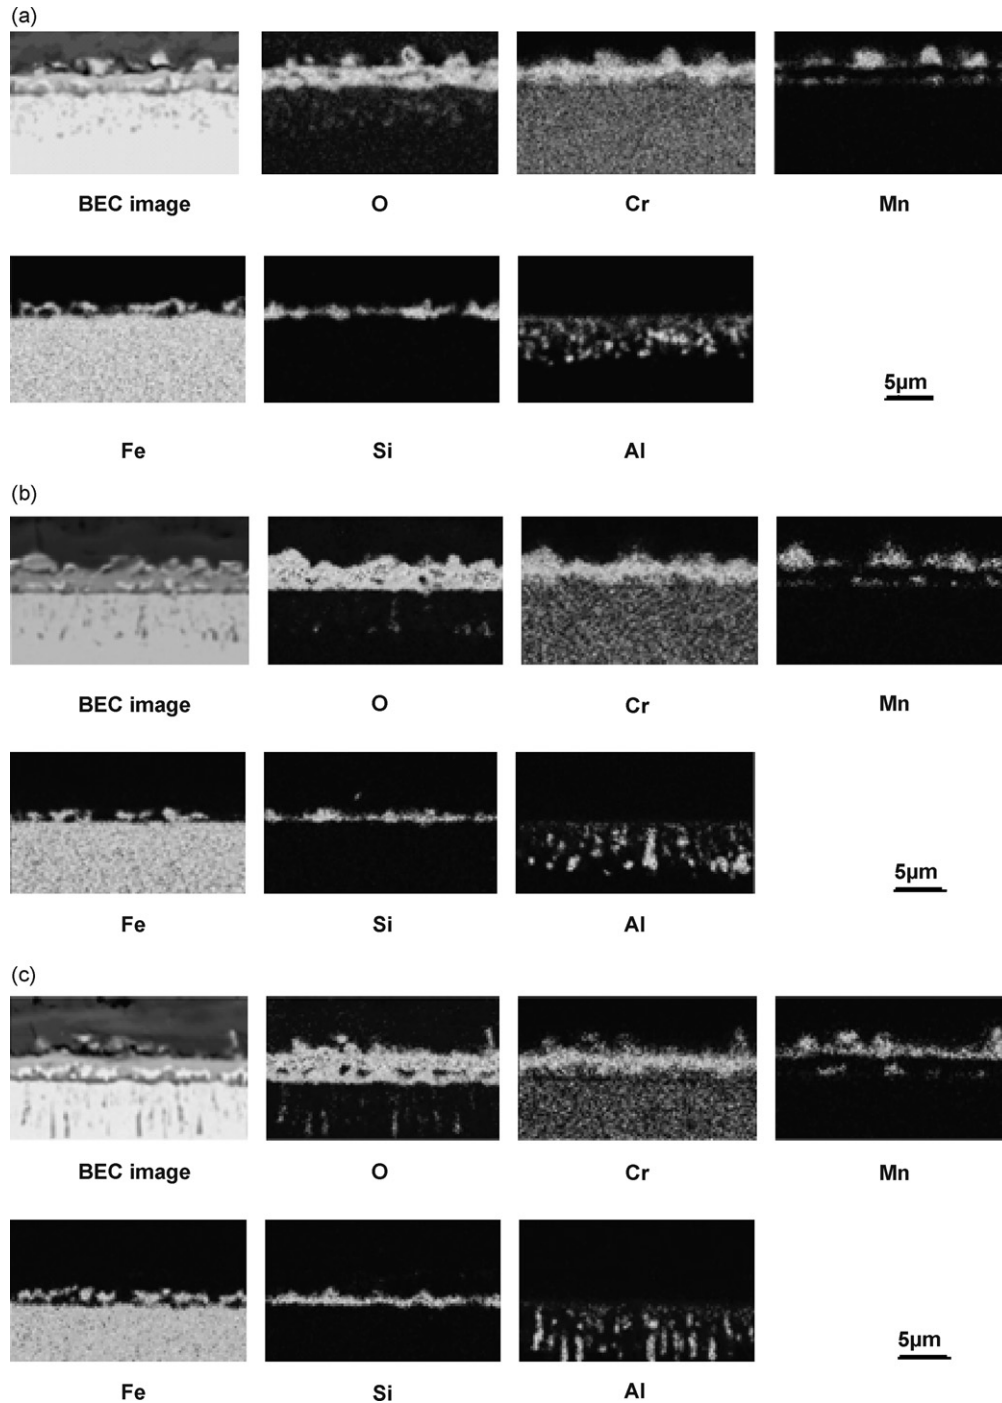 (a)
BEC image O Cr Mn
5µm
Fe Si Al
(b)
BEC image O Cr Mn
5µm
Fe Si Al
(c)
BEC image O Cr Mn
5µm
Fe Si Al